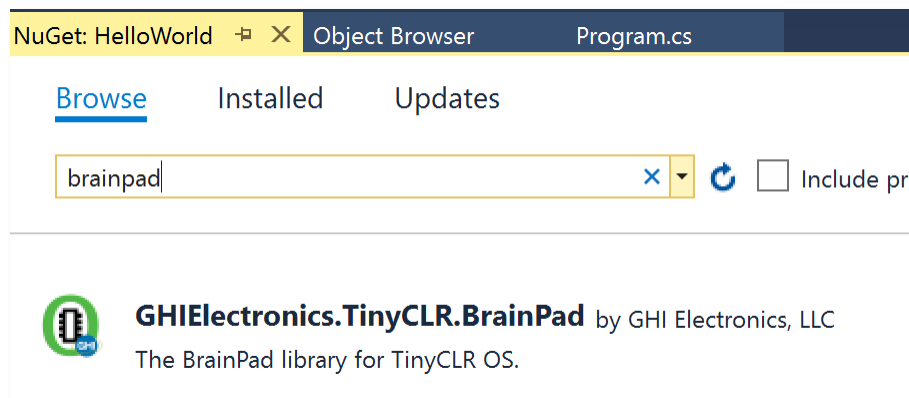 NuGet: HelloWorld Object Browser Program.cs
Browse Installed Updates
brainpad Include pr
GHIElectronics.TinyCLR.BrainPad by GHI Electronics, LLC
GHI
The BrainPad library for TinyCLR OS.